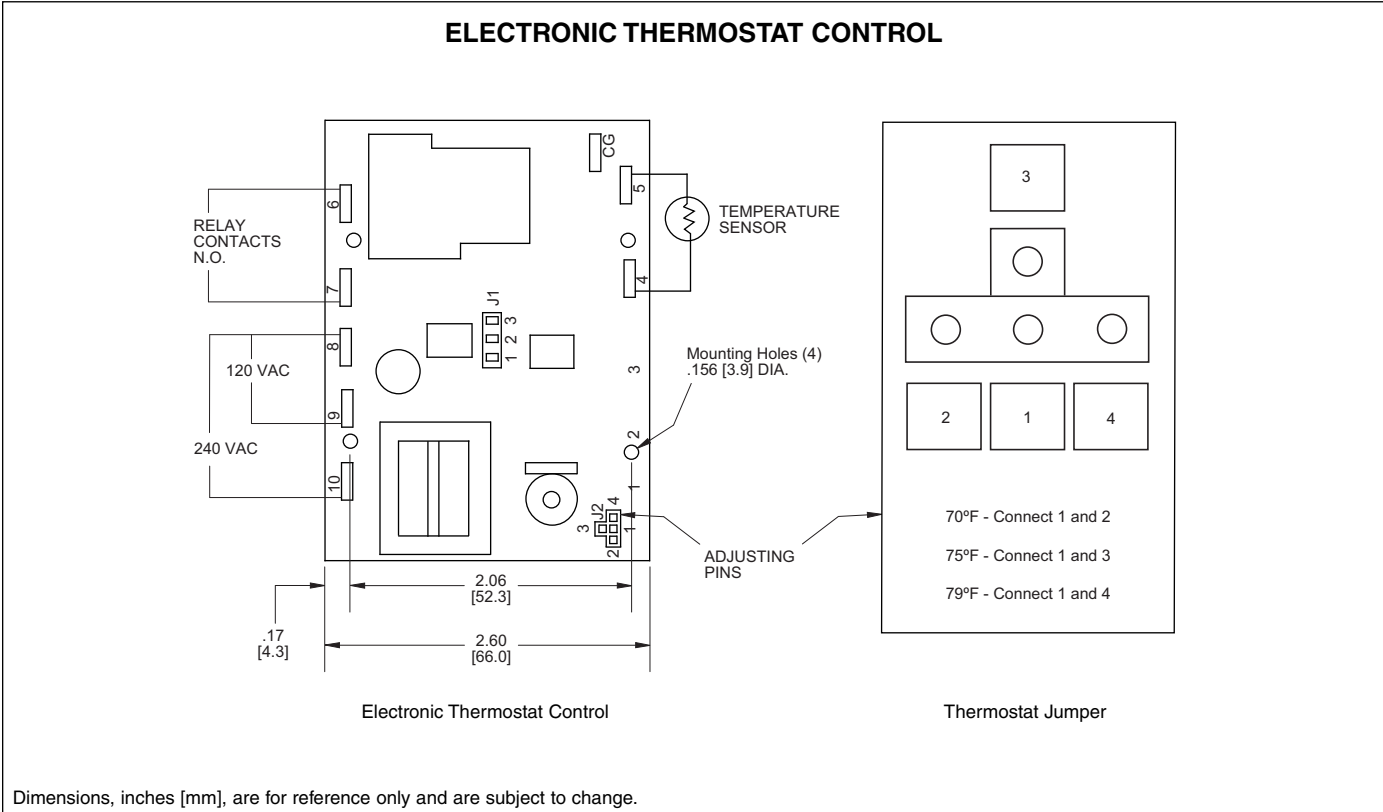 ELECTRONIC THERMOSTAT CONTROL
CG
5
6
RELAY
CONTACTS
N.O.
TEMPERATURE
SENSOR
4
7
J1
3
2
1
8
120 VAC
9
240 VAC
10
3
2
1
Mounting Holes (4)
.156 [3.9] DIA.
J2
4
3
1
2
ADJUSTING
PINS
2.06
[52.3]
.17
[4.3]
2.60
[66.0]
Electronic Thermostat Control
3
2
1
4
70ºF - Connect 1 and 2
75ºF - Connect 1 and 3
79ºF - Connect 1 and 4
Thermostat Jumper
Dimensions, inches [mm], are for reference only and are subject to change.